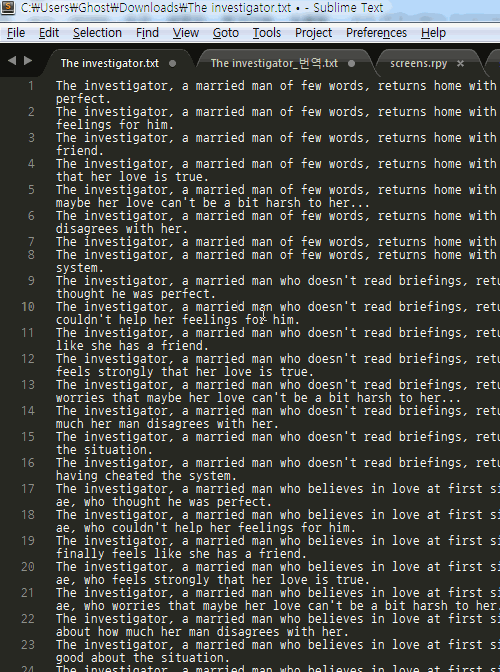 C:₩Users₩Ghost₩Downloads₩The investigator.txt • - Sublime Text
File Edit Selection Find View Goto Tools Project Preferences Help
The investigator.txt The investigator_번역.txt screens.rpy
1 The investigator, a married man of few words, returns home with
perfect.
2 The investigator, a married man of few words, returns home with
feelings for him.
3 The investigator, a married man of few words, returns home with
friend.
4 The investigator, a married man of few words, returns home with
that her love is true.
5 The investigator, a married man of few words, returns home with
maybe her love can't be a bit harsh to her...
6 The investigator, a married man of few words, returns home with
disagrees with her.
7 The investigator, a married man of few words, returns home with
8 The investigator, a married man of few words, returns home with
system.
9 The investigator, a married man who doesn't read briefings, retu
thought he was perfect.
10 The investigator, a married man who doesn't read briefings, retu
couldn't help her feelings for him.
11 The investigator, a married man who doesn't read briefings, retu
like she has a friend.
12 The investigator, a married man who doesn't read briefings, retu
feels strongly that her love is true.
13 The investigator, a married man who doesn't read briefings, retu
worries that maybe her love can't be a bit harsh to her...
14 The investigator, a married man who doesn't read briefings, retu
much her man disagrees with her.
15 The investigator, a married man who doesn't read briefings, retu
the situation.
16 The investigator, a married man who doesn't read briefings, retu
having cheated the system.
17 The investigator, a married man who believes in love at first si
ae, who thought he was perfect.
18 The investigator, a married man who believes in love at first si
ae, who couldn't help her feelings for him.
19 The investigator, a married man who believes in love at first si
finally feels like she has a friend.
20 The investigator, a married man who believes in love at first si
ae, who feels strongly that her love is true.
21 The investigator, a married man who believes in love at first si
ae, who worries that maybe her love can't be a bit harsh to her.
22 The investigator, a married man who believes in love at first si
about how much her man disagrees with her.
23 The investigator, a married man who believes in love at first si
good about the situation.
24 The investigator, a married man who believes in love at first si